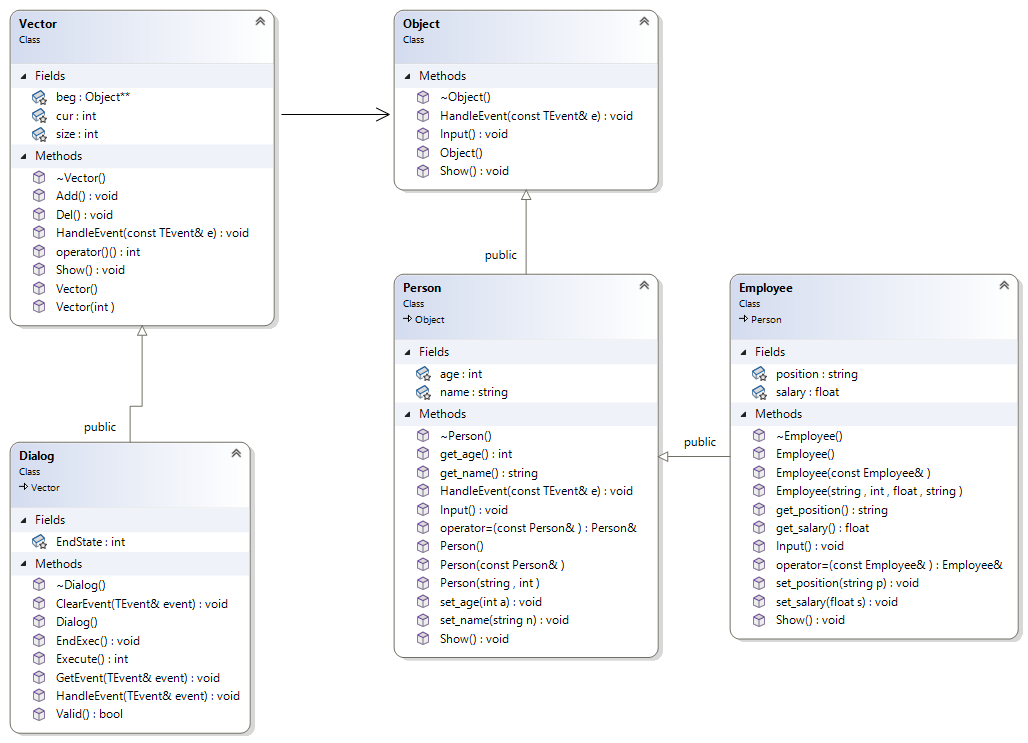 Vector
Class
Fields
beg : Object**
cur : int
size : int
Methods
~Vector()
Add() : void
Del() : void
HandleEvent(const TEvent& e) : void
operator()() : int
Show() : void
Vector()
Vector(int )
Object
Class
Methods
~Object()
HandleEvent(const TEvent& e) : void
Input() : void
Object()
Show() : void
public
Person
Class
Object
Fields
age : int
name : string
Methods
~Person()
get_age() : int
get_name() : string
HandleEvent(const TEvent& e) : void
Input() : void
operator=(const Person& ) : Person&
Person()
Person(const Person& )
Person(string , int )
set_age(int a) : void
set_name(string n) : void
Show() : void
public
Employee
Class
Person
Fields
position : string
salary : float
Methods
~Employee()
Employee()
Employee(const Employee& )
Employee(string , int , float , string )
get_position() : string
get_salary() : float
Input() : void
operator=(const Employee& ) : Employee&
set_position(string p) : void
set_salary(float s) : void
Show() : void
public
Dialog
Class
Vector
Fields
EndState : int
Methods
~Dialog()
ClearEvent(TEvent& event) : void
Dialog()
EndExec() : void
Execute() : int
GetEvent(TEvent& event) : void
HandleEvent(TEvent& event) : void
Valid() : bool